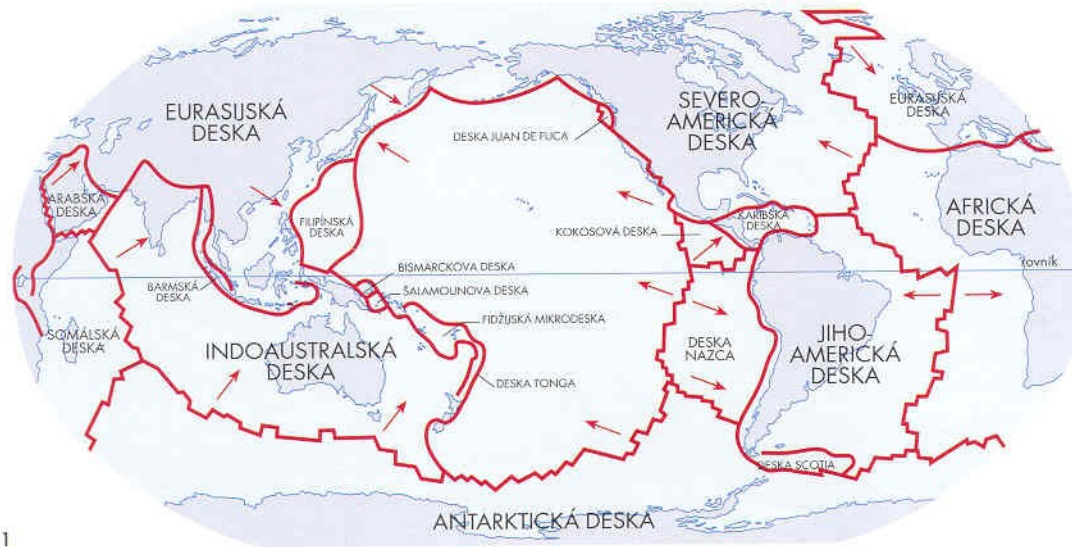 EURASIJSKÁ
DESKA
SEVERO-
AMERICKÁ
DESKA
EURASIJSKÁ
DESKA
DESKA JUAN DE FUCA
ARABSKÁ
DESKA
FILIPÍNSKÁ
DESKA
KOKOSOVÁ DESKA
KARIBSKÁ
DESKA
AFRICKÁ
DESKA
BARMSKÁ
DESKA
BISMARCKOVA DESKA
ŠALAMOUNOVA DESKA
rovník
SOMÁLSKÁ
DESKA
INDOAUSTRALSKÁ
DESKA
FIDŽIJSKÁ MIKRODESKA
DESKA
NAZCA
JIHO-
AMERICKÁ
DESKA
DESKA TONGA
DESKA SCOTIA
ANTARKTICKÁ DESKA
1